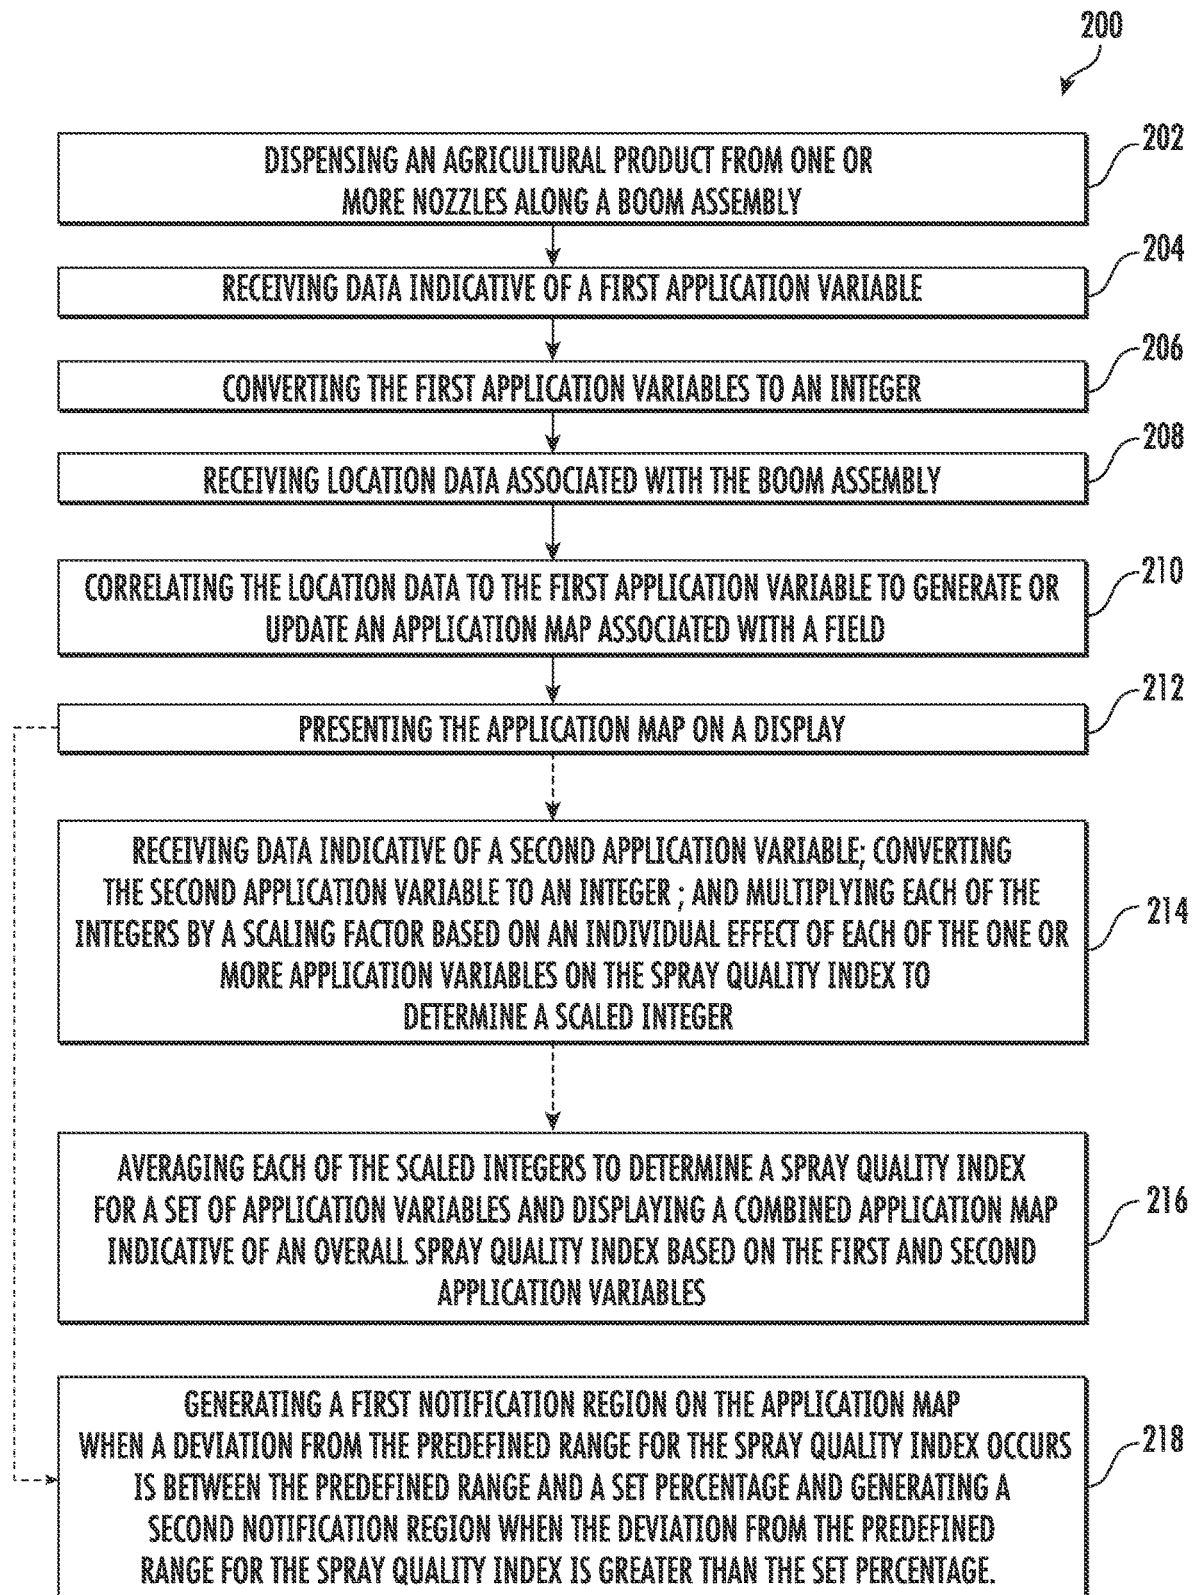 200
DISPENSING AN AGRICULTURAL PRODUCT FROM ONE OR
MORE NOZZLES ALONG A BOOM ASSEMBLY
202
RECEIVING DATA INDICATIVE OF A FIRST APPLICATION VARIABLE
204
CONVERTING THE FIRST APPLICATION VARIABLES TO AN INTEGER
206
RECEIVING LOCATION DATA ASSOCIATED WITH THE BOOM ASSEMBLY
208
CORRELATING THE LOCATION DATA TO THE FIRST APPLICATION VARIABLE TO GENERATE OR
UPDATE AN APPLICATION MAP ASSOCIATED WITH A FIELD
210
PRESENTING THE APPLICATION MAP ON A DISPLAY
212
RECEIVING DATA INDICATIVE OF A SECOND APPLICATION VARIABLE; CONVERTING
THE SECOND APPLICATION VARIABLE TO AN INTEGER ; AND MULTIPLYING EACH OF THE
INTEGERS BY A SCALING FACTOR BASED ON AN INDIVIDUAL EFFECT OF EACH OF THE ONE OR
MORE APPLICATION VARIABLES ON THE SPRAY QUALITY INDEX TO
DETERMINE A SCALED INTEGER
214
AVERAGING EACH OF THE SCALED INTEGERS TO DETERMINE A SPRAY QUALITY INDEX
FOR A SET OF APPLICATION VARIABLES AND DISPLAYING A COMBINED APPLICATION MAP
INDICATIVE OF AN OVERALL SPRAY QUALITY INDEX BASED ON THE FIRST AND SECOND
APPLICATION VARIABLES
216
GENERATING A FIRST NOTIFICATION REGION ON THE APPLICATION MAP
WHEN A DEVIATION FROM THE PREDEFINED RANGE FOR THE SPRAY QUALITY INDEX OCCURS
IS BETWEEN THE PREDEFINED RANGE AND A SET PERCENTAGE AND GENERATING A
SECOND NOTIFICATION REGION WHEN THE DEVIATION FROM THE PREDEFINED
RANGE FOR THE SPRAY QUALITY INDEX IS GREATER THAN THE SET PERCENTAGE.
218